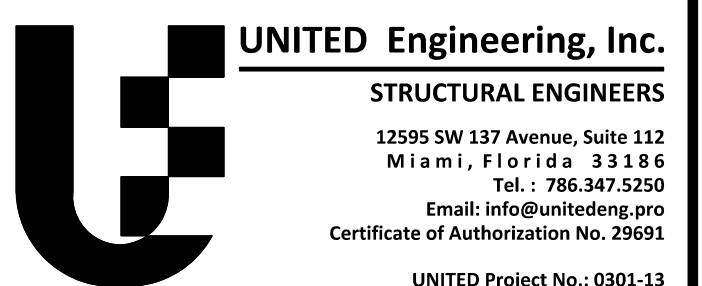 UNITED Engineering, Inc.
STRUCTURAL ENGINEERS
12595 SW 137 Avenue, Suite 112
Miami, Florida 33186
Tel. : 786.347.5250
Email: info@unitedeng.pro
Certificate of Authorization No. 29691
UNITED Project No.: 0301-13